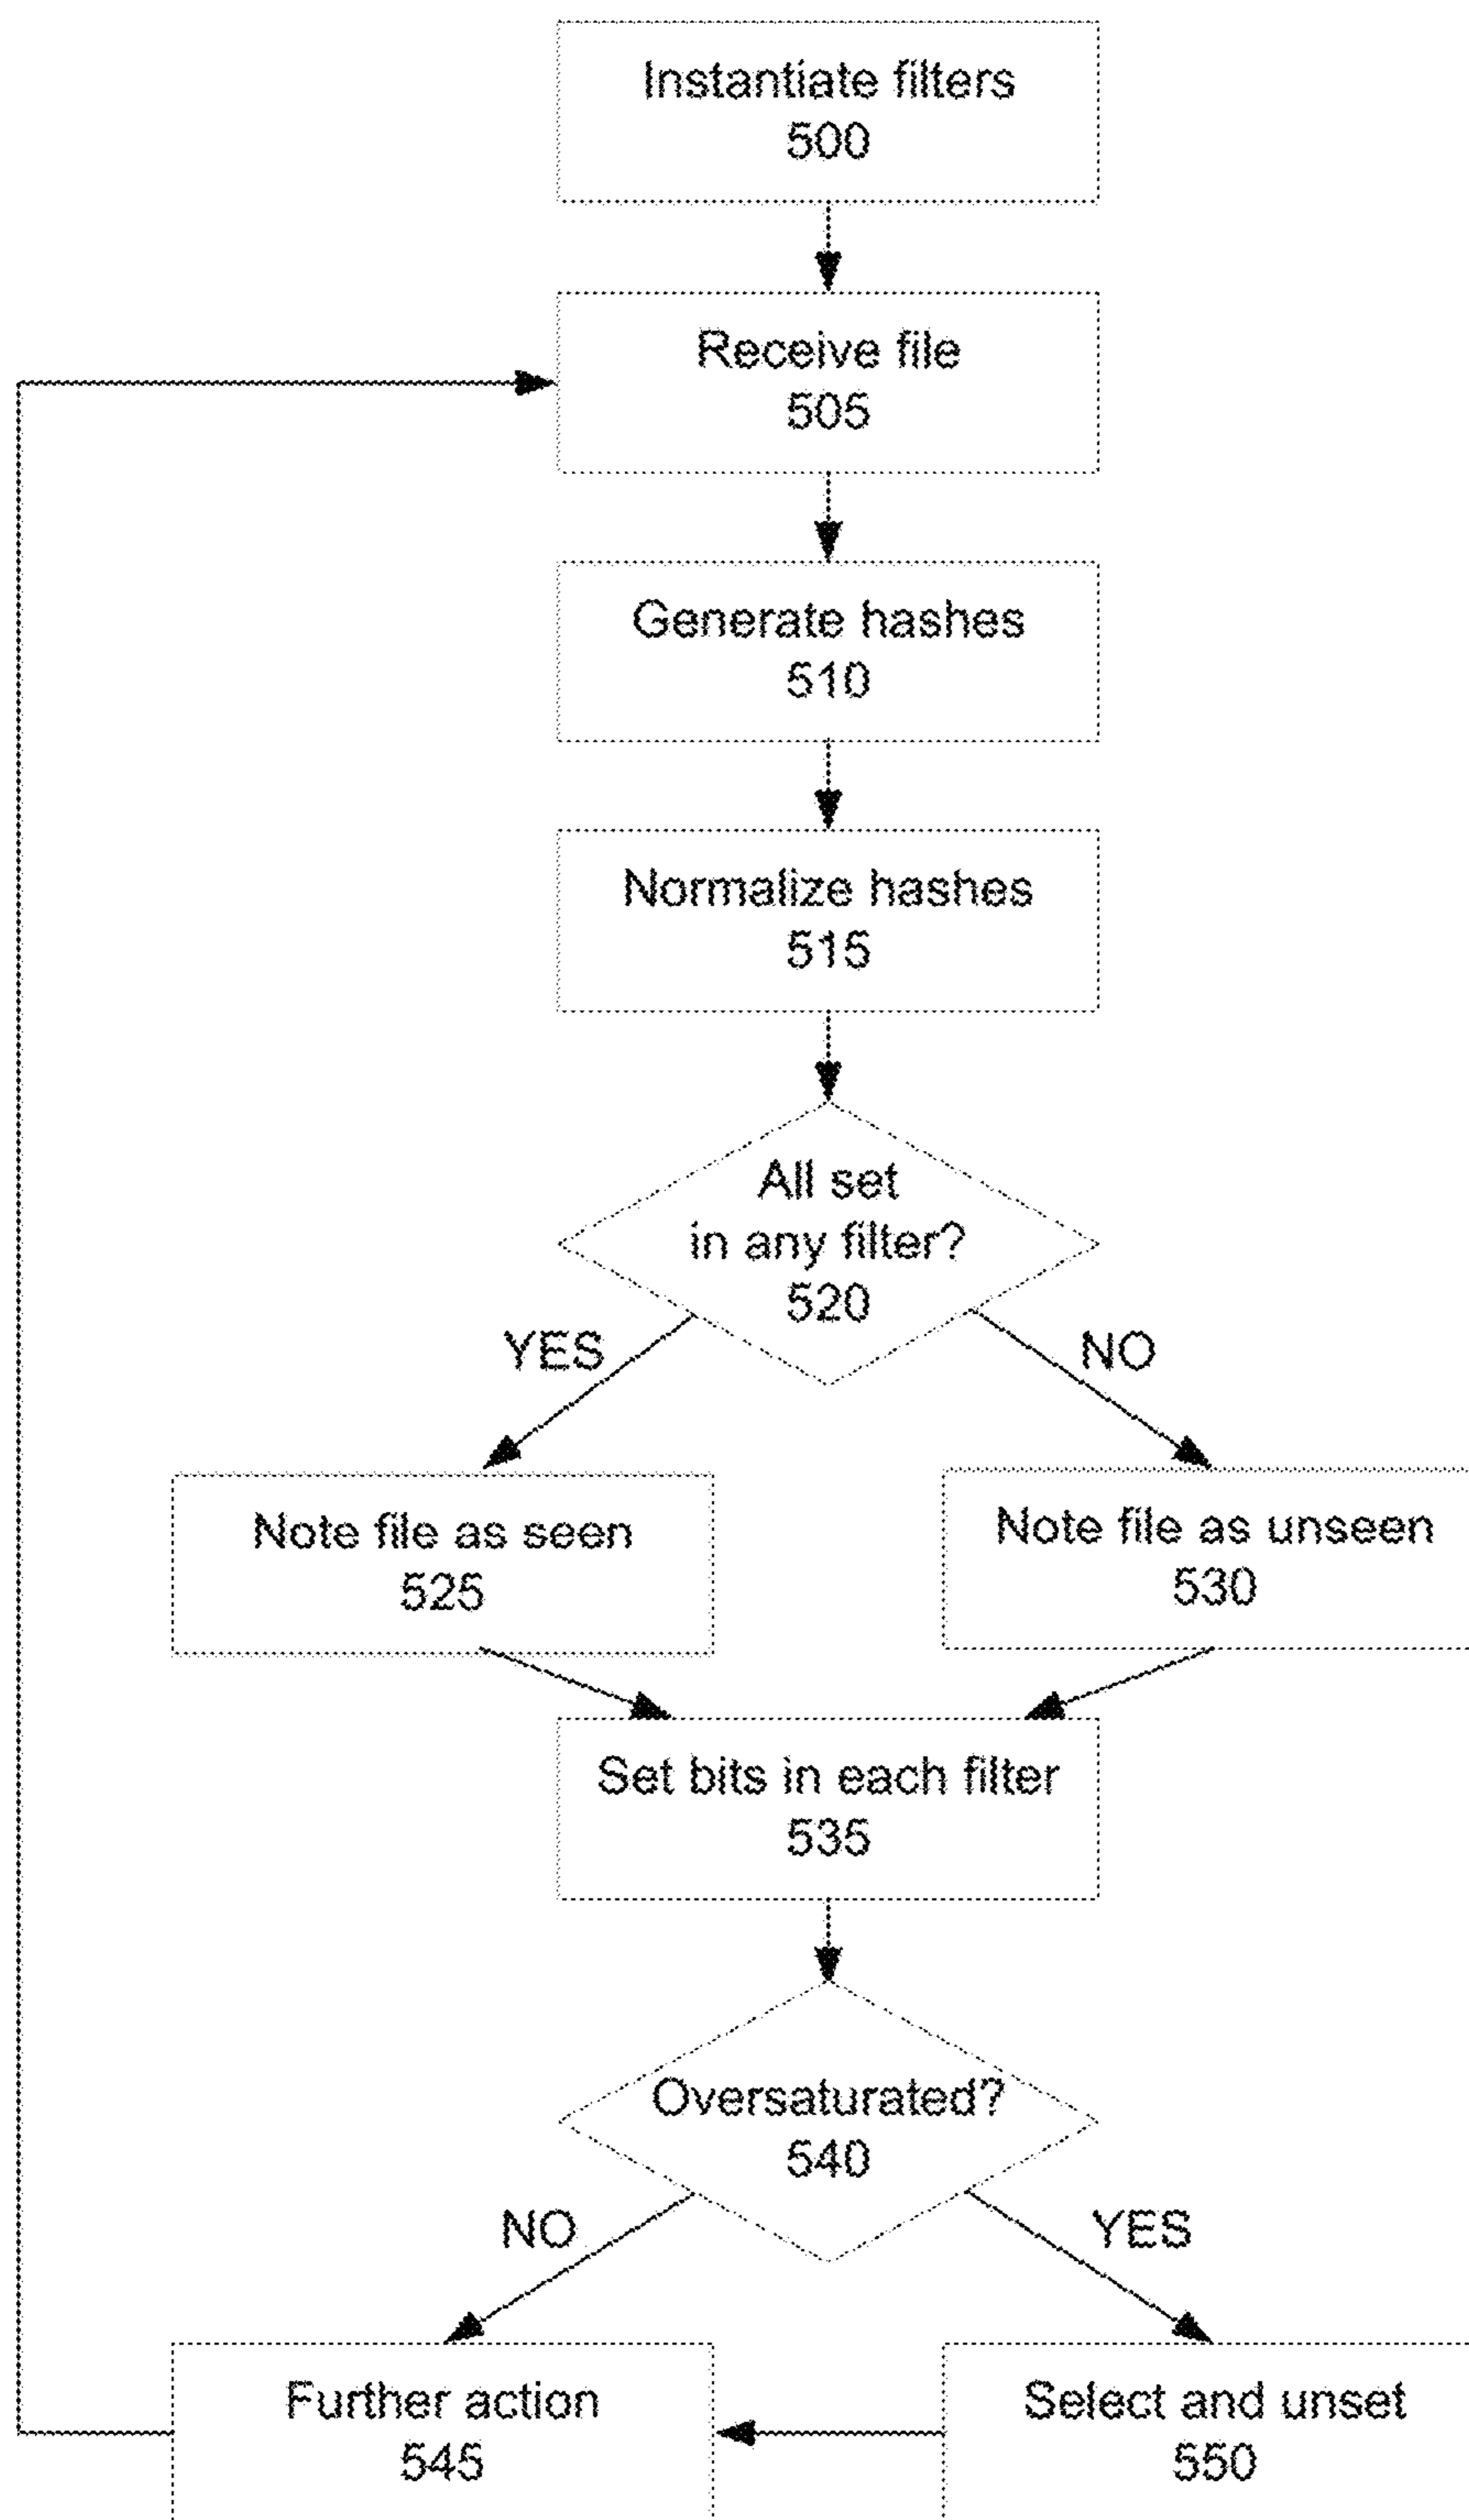 Instantiate filters
500
Receive file
505
Generate hashes
510
Normalize hashes
515
All set
in any filter?
520
YES
NO
Note file as seen
525
Note file as unseen
530
Set bits in each filter
535
Oversaturated?
540
NO
YES
Further action
545
Select and unset
550